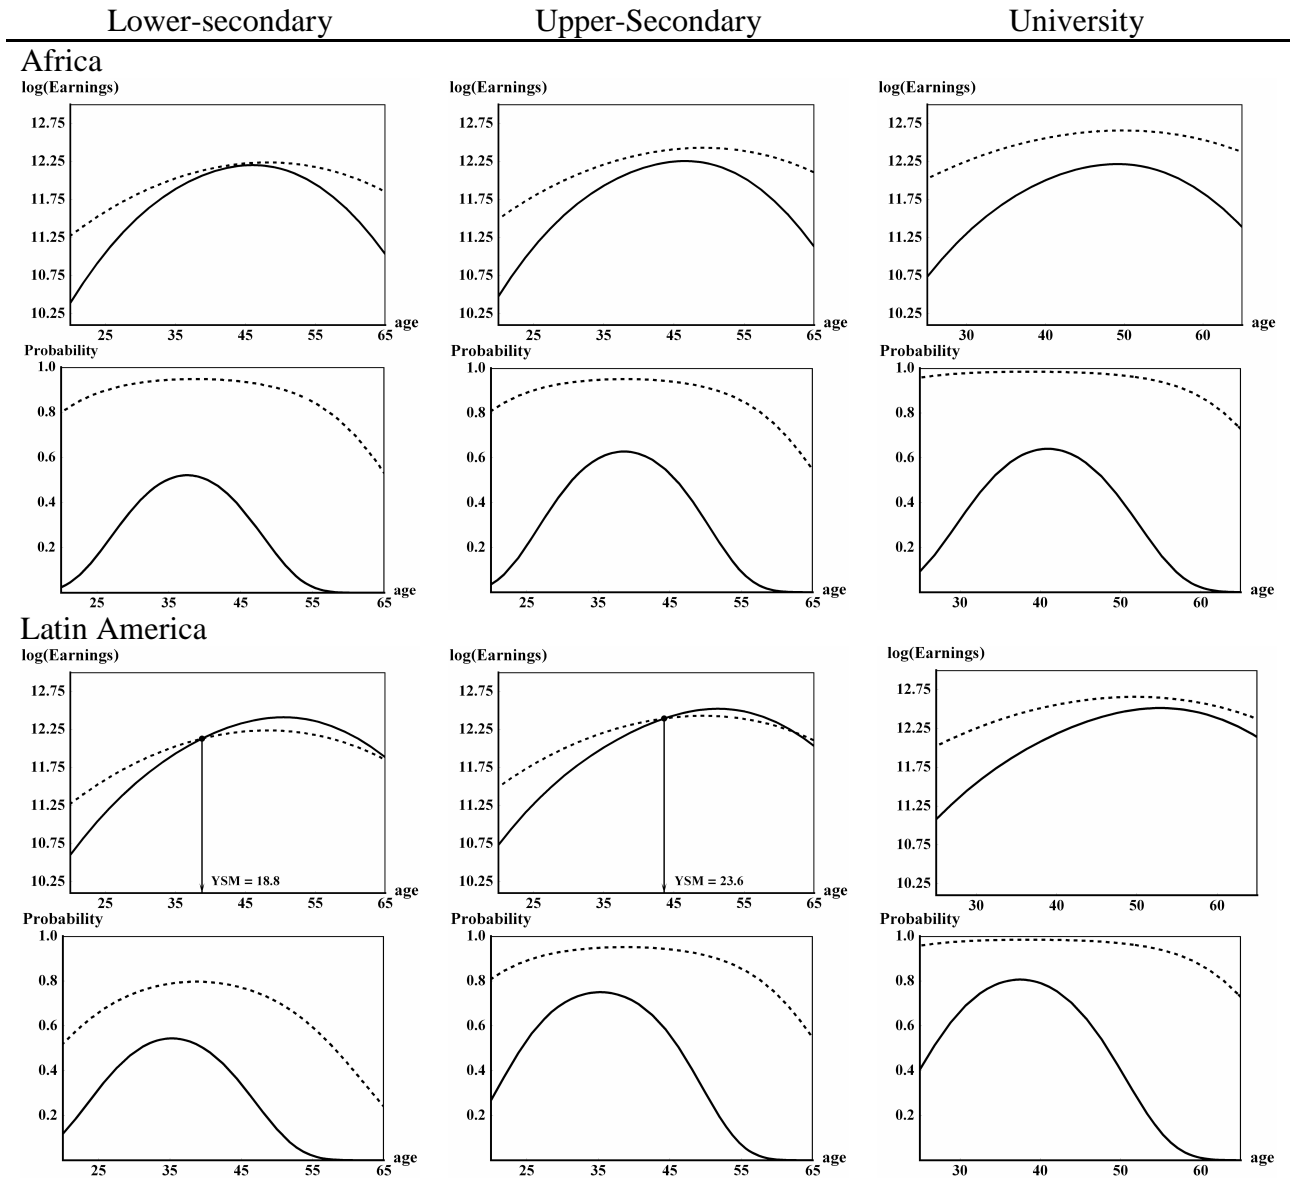 Lower-secondary Upper-Secondary University
Africa
log(Earnings) log(Earnings) log(Earnings)
12.75 12.75 12.75
12.25 12.25 12.25
11.75 11.75 11.75
11.25 11.25 11.25
10.75 10.75 10.75
10.25 10.25 10.25
25 35 45 55 65 age 25 35 45 55 65 age 30 40 50 60 age
Probability Probability Probability
1.0 1.0 1.0
0.8 0.8 0.8
0.6 0.6 0.6
0.4 0.4 0.4
0.2 0.2 0.2
25 35 45 55 65 age 25 35 45 55 65 age 30 40 50 60 age
Latin America
log(Earnings) log(Earnings) log(Earnings)
12.75 12.75 12.75
12.25 12.25 12.25
11.75 11.75 11.75
11.25 11.25 11.25
10.75 10.75 10.75
10.25 YSM = 18.8 10.25 YSM = 23.6 10.25
25 35 45 55 65 age 25 35 45 55 65 age 30 40 50 60 age
Probability Probability Probability
1.0 1.0 1.0
0.8 0.8 0.8
0.6 0.6 0.6
0.4 0.4 0.4
0.2 0.2 0.2
25 35 45 55 65 age 25 35 45 55 65 age 30 40 50 60 age